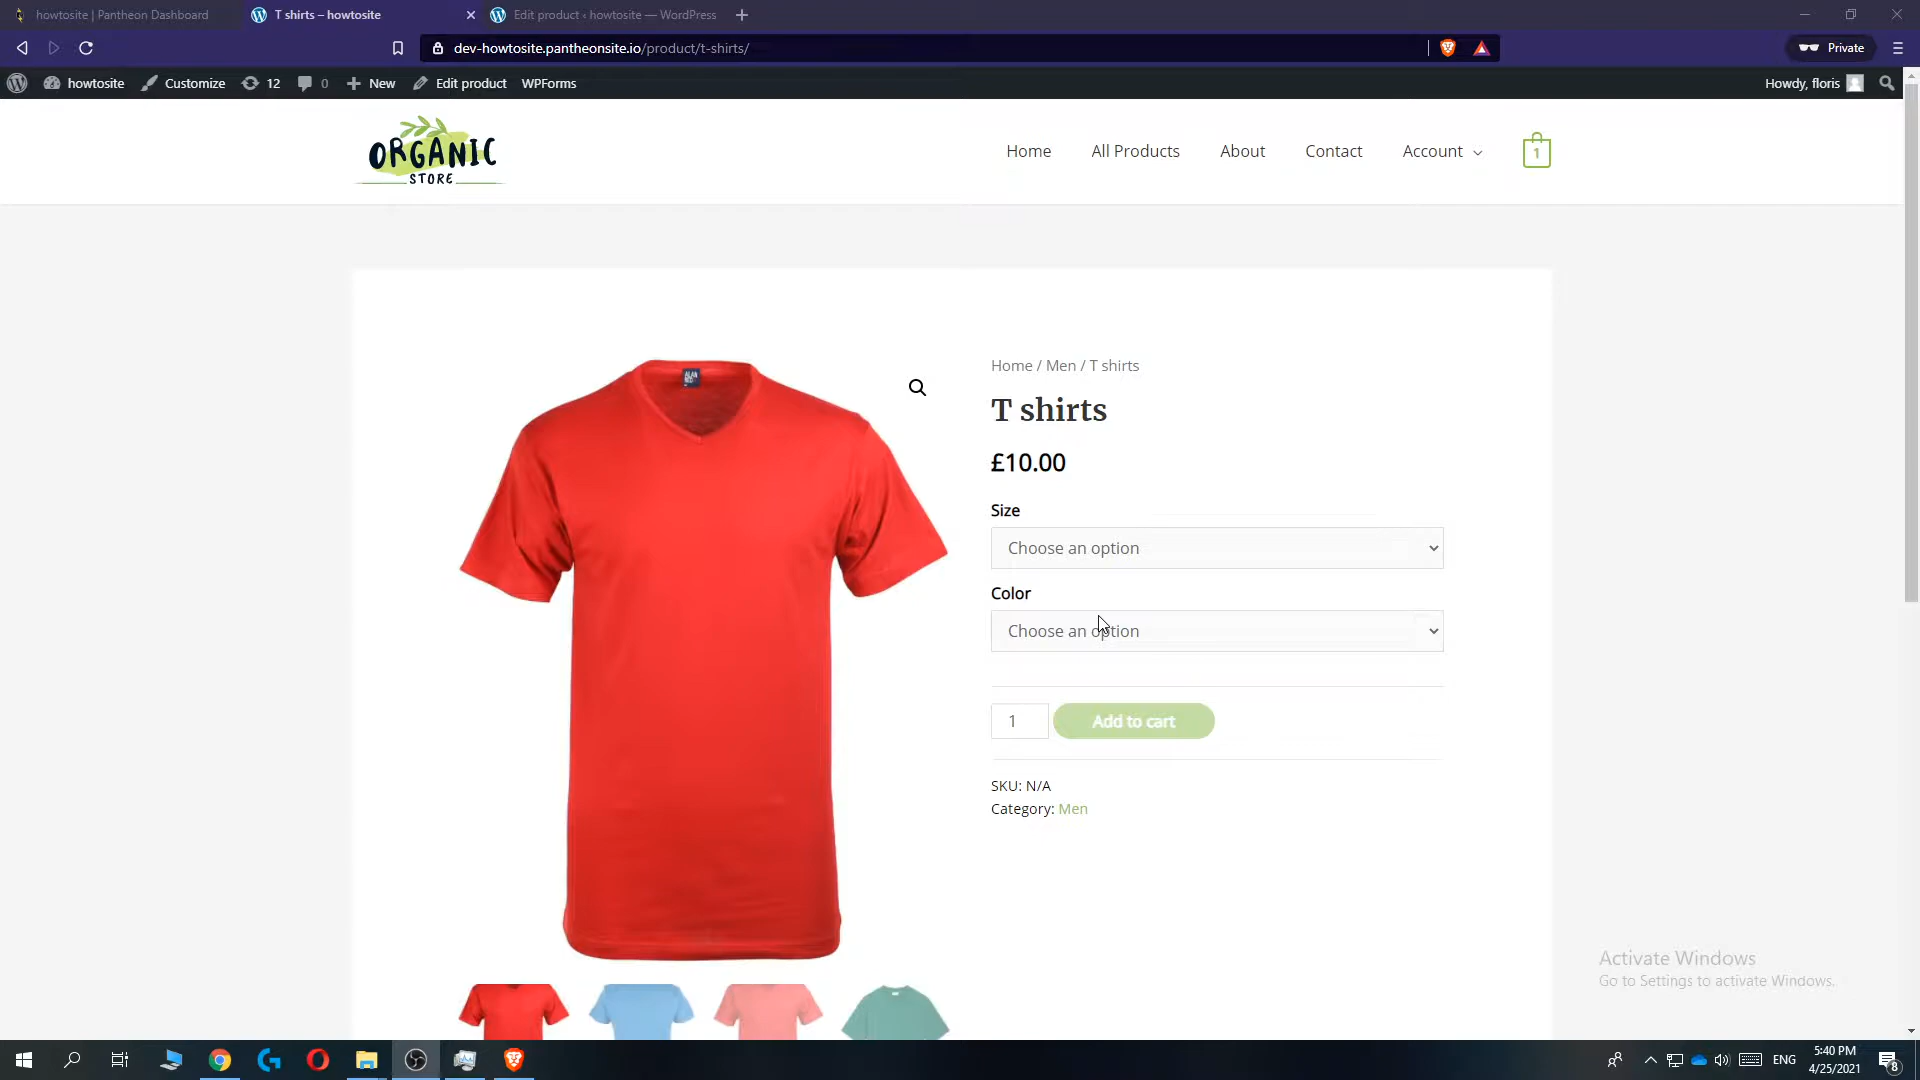 howtosite | Pantheon Dashboard
T shirts – howtosite
Edit product ‹ howtosite — WordPress
dev-howtosite.pantheonsite.io/product/t-shirts/
Private
howtosite
Customize
12
0
New
Edit product
WPForms
Howdy, floris
ORGANIC
STORE
Home
All Products
About
Contact
Account
1
Home / Men / T shirts
T shirts
£10.00
Size
Choose an option
Color
Choose an option
1
Add to cart
SKU: N/A
Category: Men
Activate Windows
Go to Settings to activate Windows.
ENG
5:40 PM
4/25/2021
8